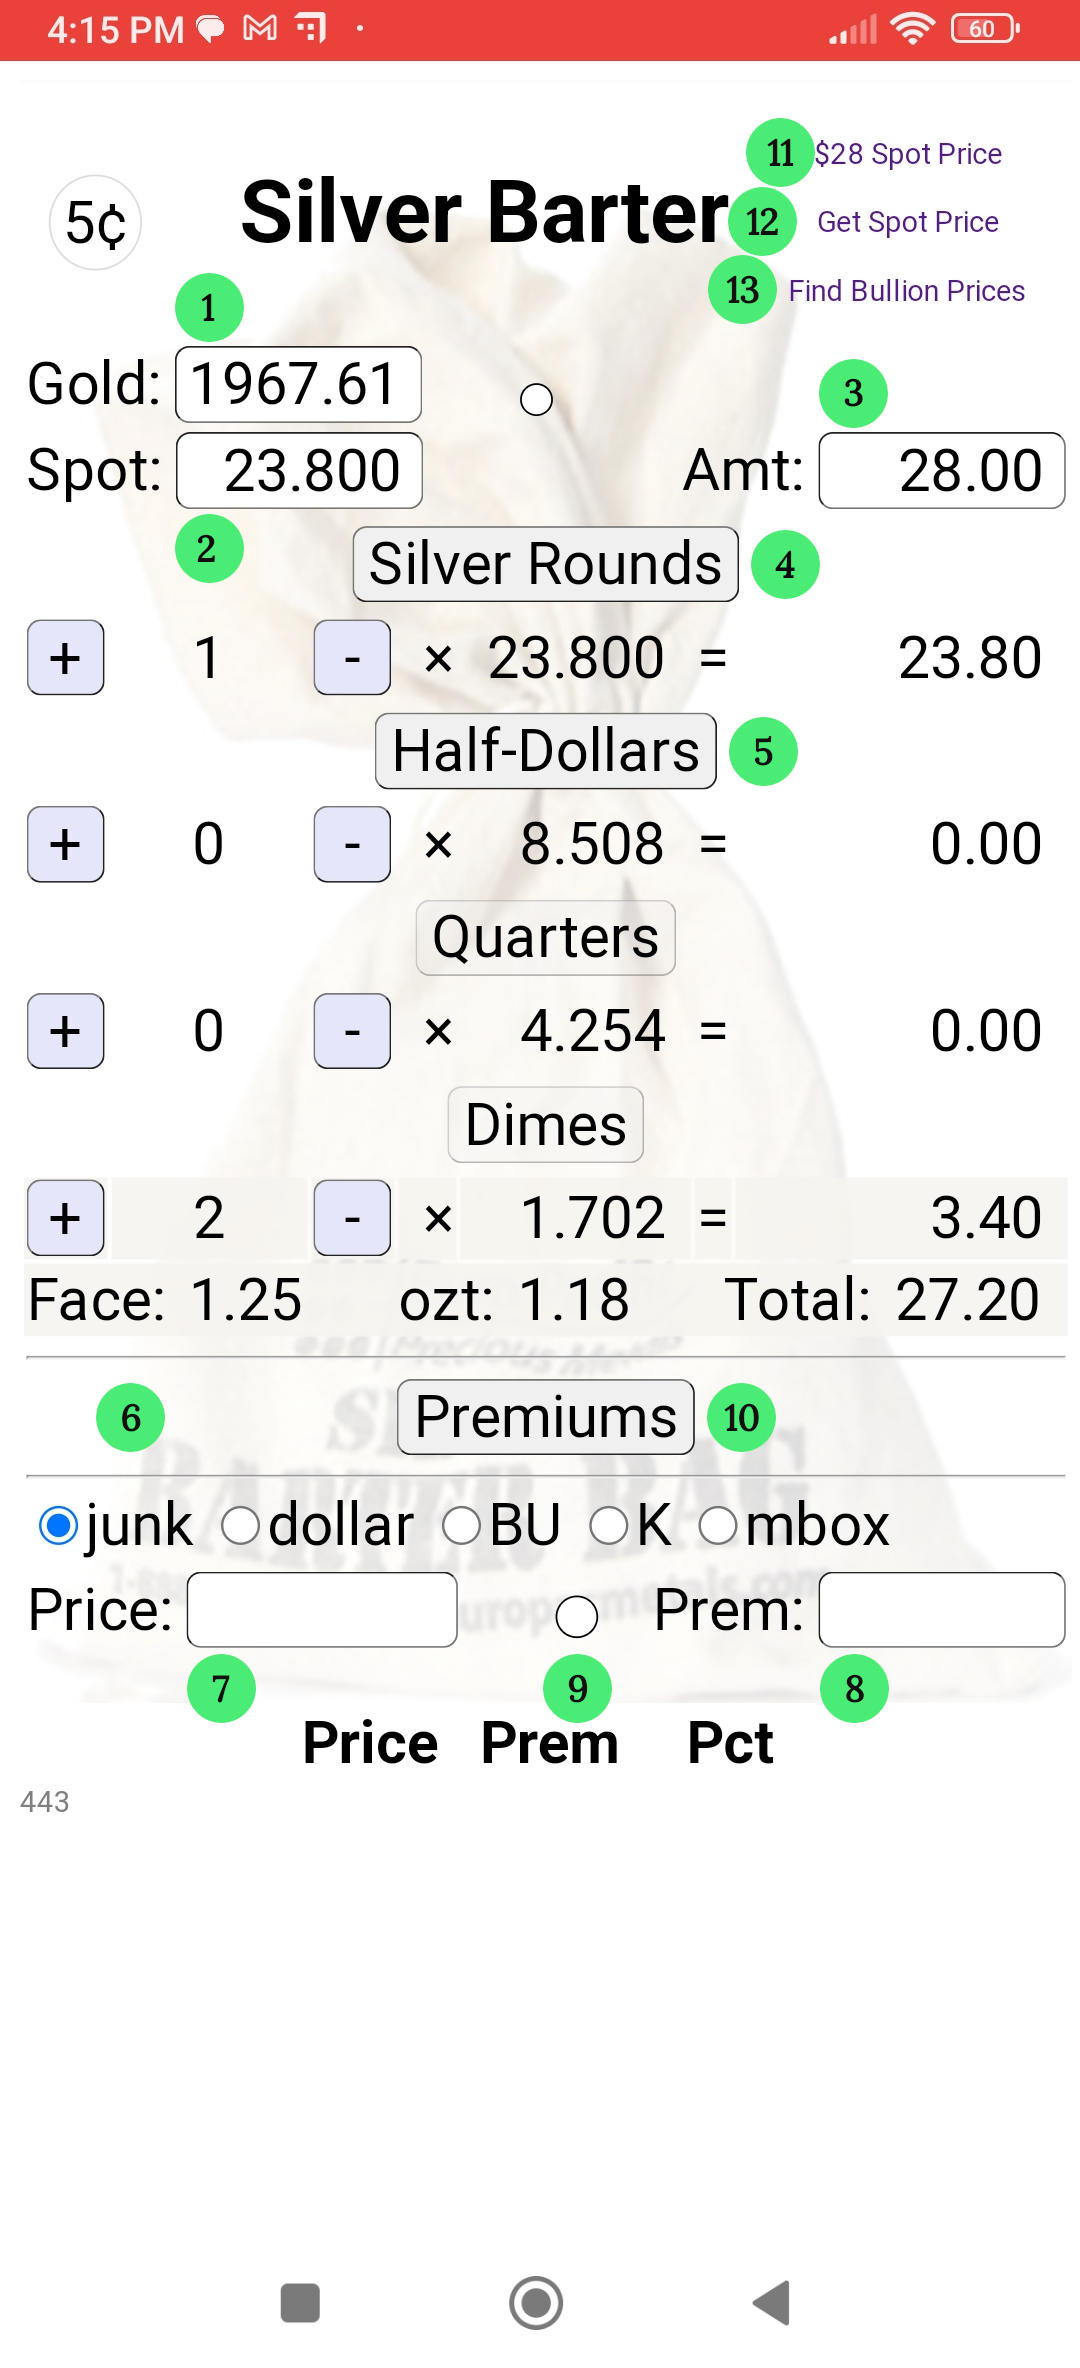 4:15 PM 60
11 $28 Spot Price
5¢ Silver Barter 12 Get Spot Price
13 Find Bullion Prices
1
Gold: 1967.61
3
Spot: 23.800 Amt: 28.00
2 Silver Rounds 4
+ 1 - × 23.800 = 23.80
Half-Dollars 5
+ 0 - × 8.508 = 0.00
Quarters
+ 0 - × 4.254 = 0.00
Dimes
+ 2 - × 1.702 = 3.40
Face: 1.25 ozt: 1.18 Total: 27.20
Precious Metals
6 Premiums 10
BARTER BAG
junk dollar BU K mbox
Price: Prem:
7 9 8
Price Prem Pct
443